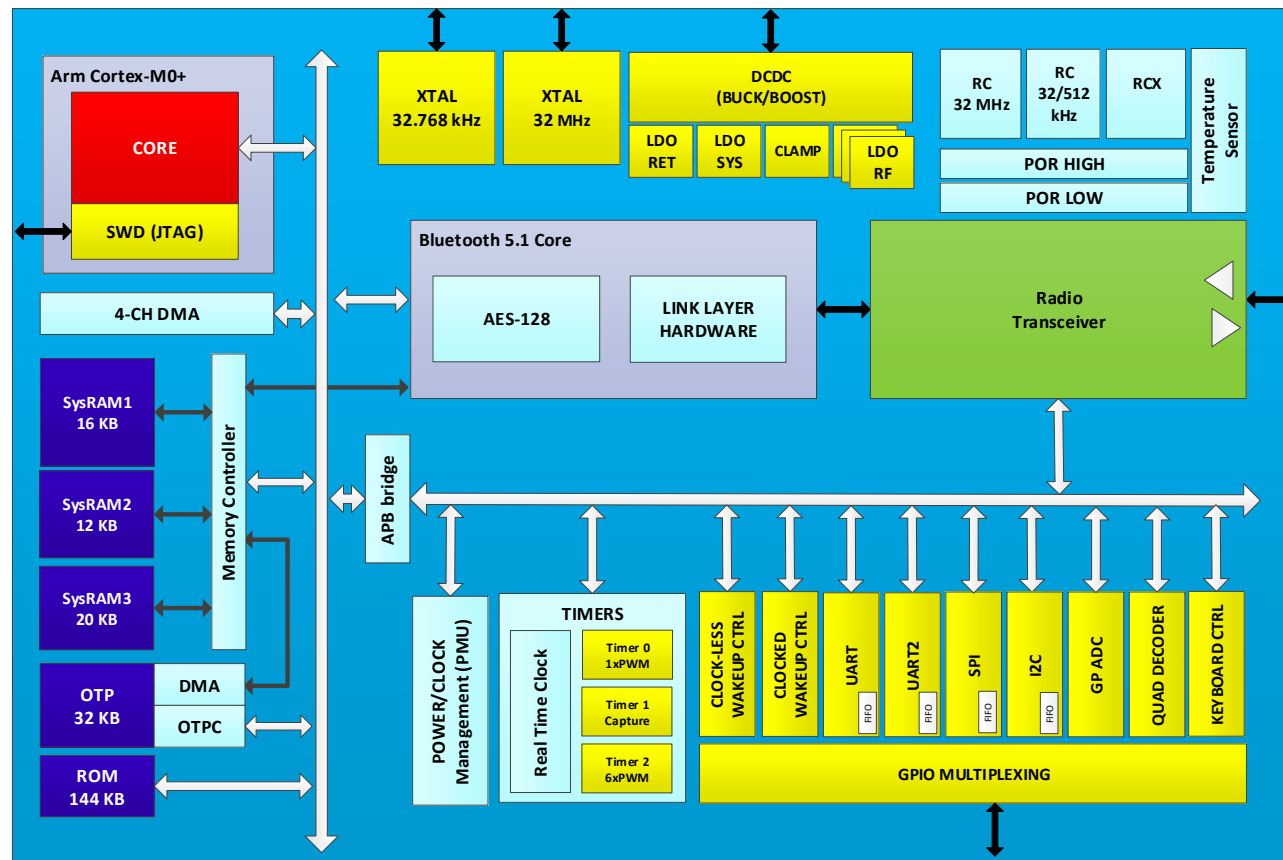 Arm Cortex-M0+
CORE
SWD (JTAG)
XTAL
32.768 kHz
XTAL
32 MHz
DCDC
(BUCK/BOOST)
LDO
RET
LDO
SYS
CLAMP
LDO
RF
RC
32 MHz
RC
32/512
kHz
RCX
POR HIGH
POR LOW
Temperature
Sensor
4-CH DMA
Bluetooth 5.1 Core
AES-128
LINK LAYER
HARDWARE
Radio
Transceiver
SysRAM1
16 KB
SysRAM2
12 KB
SysRAM3
20 KB
Memory Controller
OTP
32 KB
DMA
OTPC
ROM
144 KB
APB bridge
POWER/CLOCK
Management (PMU)
TIMERS
Real Time Clock
Timer 0
1xPWM
Timer 1
Capture
Timer 2
6xPWM
CLOCK-LESS
WAKEUP CTRL
CLOCKED
WAKEUP CTRL
UART
FIFO
UART2
FIFO
SPI
FIFO
I2C
FIFO
GP ADC
QUAD DECODER
KEYBOARD CTRL
GPIO MULTIPLEXING